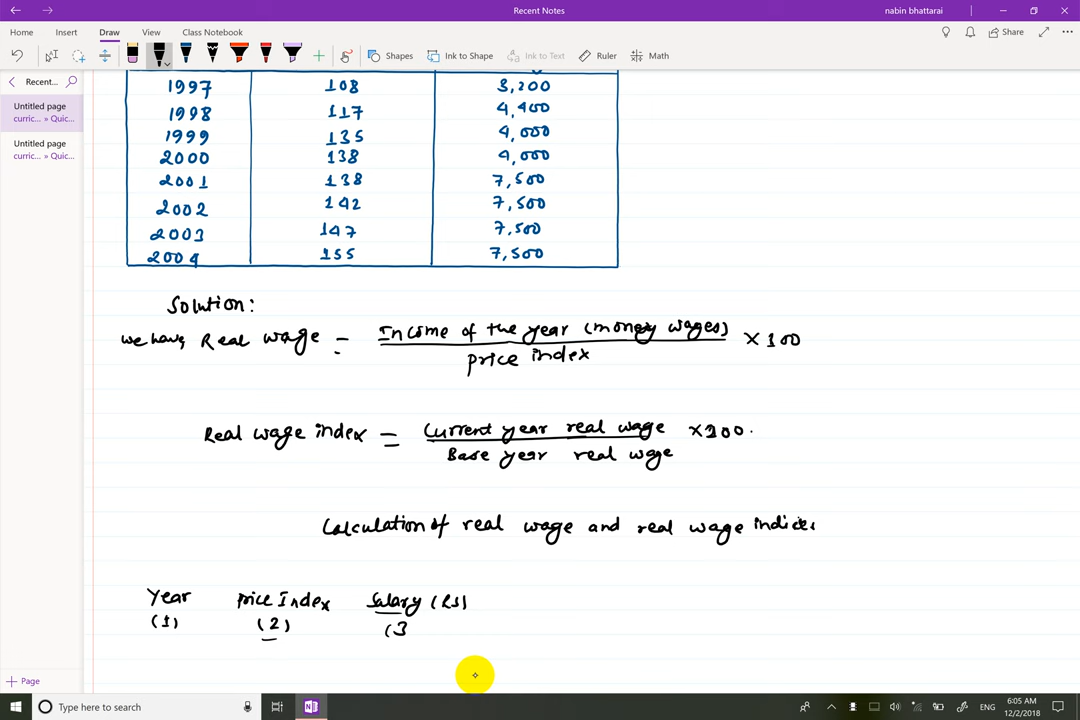 Recent Notes
nabin bhattarai
Home Insert Draw View Class Notebook
Share
Shapes Ink to Shape Ink to Text Ruler Math
Recent...
Untitled page
curric... » Quic...
Untitled page
curric... » Quic...
1997 108 3,200
1998 117 4,400
1999 135 4,000
2000 138 4,000
2001 138 7,500
2002 142 7,500
2003 147 7,500
2004 155 7,500
Solution:
we have, Real wage = Income of the year (money wages) × 100
price index
Real wage index = Current year real wage × 100.
Base year real wage
Calculation of real wage and real wage indices
Year Price Index Salary (RS)
(1) (2) (3
+ Page
Type here to search
ENG
6:05 AM
12/2/2018